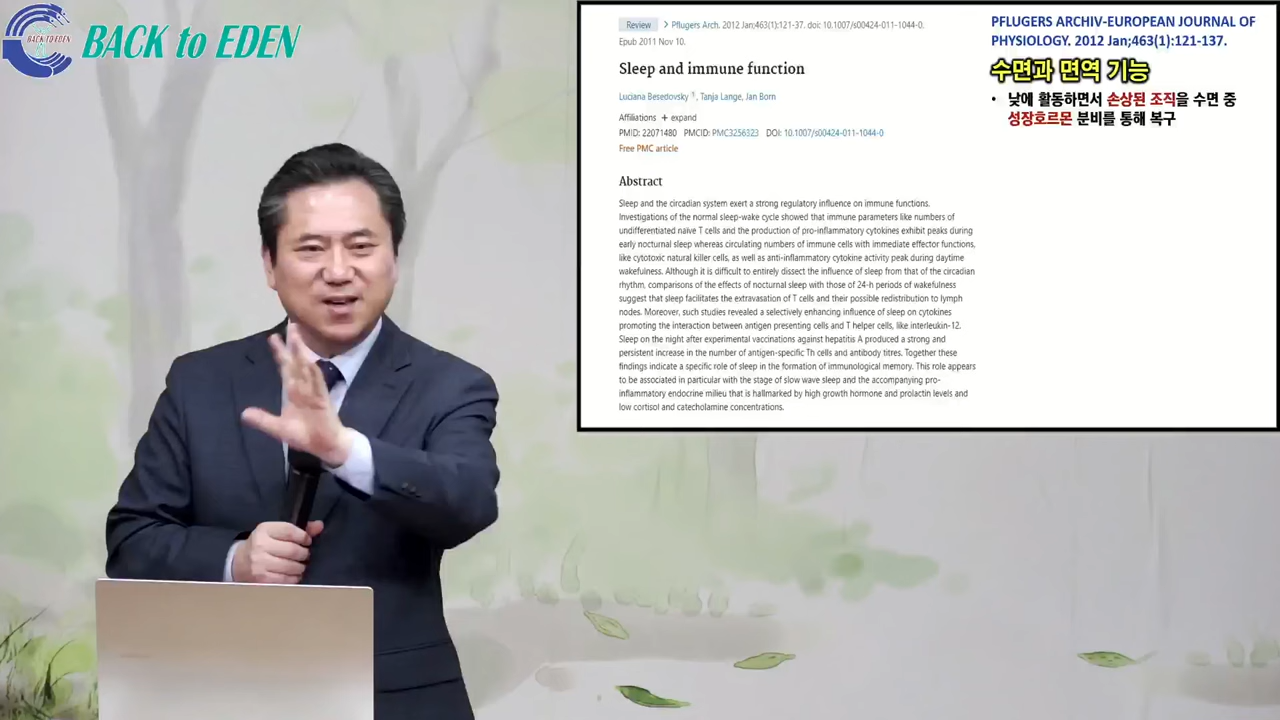 BACK TO EDEN
BACK to EDEN
Review > Pflugers Arch. 2012 Jan;463(1):121-37. doi: 10.1007/s00424-011-1044-0.
Epub 2011 Nov 10.
Sleep and immune function
Luciana Besedovsky 1, Tanja Lange, Jan Born
Affiliations + expand
PMID: 22071480 PMCID: PMC3256323 DOI: 10.1007/s00424-011-1044-0
Free PMC article
Abstract
Sleep and the circadian system exert a strong regulatory influence on immune functions.
Investigations of the normal sleep-wake cycle showed that immune parameters like numbers of
undifferentiated naïve T cells and the production of pro-inflammatory cytokines exhibit peaks during
early nocturnal sleep whereas circulating numbers of immune cells with immediate effector functions,
like cytotoxic natural killer cells, as well as anti-inflammatory cytokine activity peak during daytime
wakefulness. Although it is difficult to entirely dissect the influence of sleep from that of the circadian
rhythm, comparisons of the effects of nocturnal sleep with those of 24-h periods of wakefulness
suggest that sleep facilitates the extravasation of T cells and their possible redistribution to lymph
nodes. Moreover, such studies revealed a selectively enhancing influence of sleep on cytokines
promoting the interaction between antigen presenting cells and T helper cells, like interleukin-12.
Sleep on the night after experimental vaccinations against hepatitis A produced a strong and
persistent increase in the number of antigen-specific Th cells and antibody titres. Together these
findings indicate a specific role of sleep in the formation of immunological memory. This role appears
to be associated in particular with the stage of slow wave sleep and the accompanying pro-
inflammatory endocrine milieu that is hallmarked by high growth hormone and prolactin levels and
low cortisol and catecholamine concentrations.
PFLUGERS ARCHIV-EUROPEAN JOURNAL OF
PHYSIOLOGY. 2012 Jan;463(1):121-137.
수면과 면역 기능
• 낮에 활동하면서 손상된 조직을 수면 중
성장호르몬 분비를 통해 복구